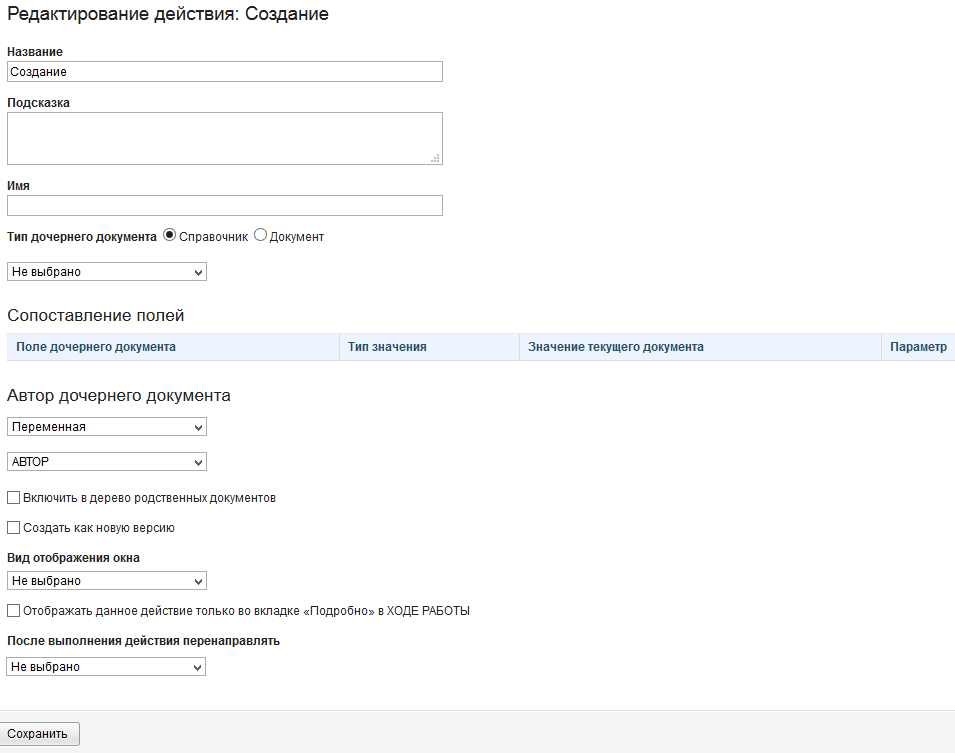 Редактирование действия: Создание
Название
Создание
Подсказка
Имя
Тип дочернего документа Справочник Документ
Не выбрано
Сопоставление полей
Поле дочернего документа Тип значения Значение текущего документа Параметр
Автор дочернего документа
Переменная
АВТОР
Включить в дерево родственных документов
Создать как новую версию
Вид отображения окна
Не выбрано
Отображать данное действие только во вкладке «Подробно» в ХОДЕ РАБОТЫ
После выполнения действия перенаправлять
Не выбрано
Сохранить